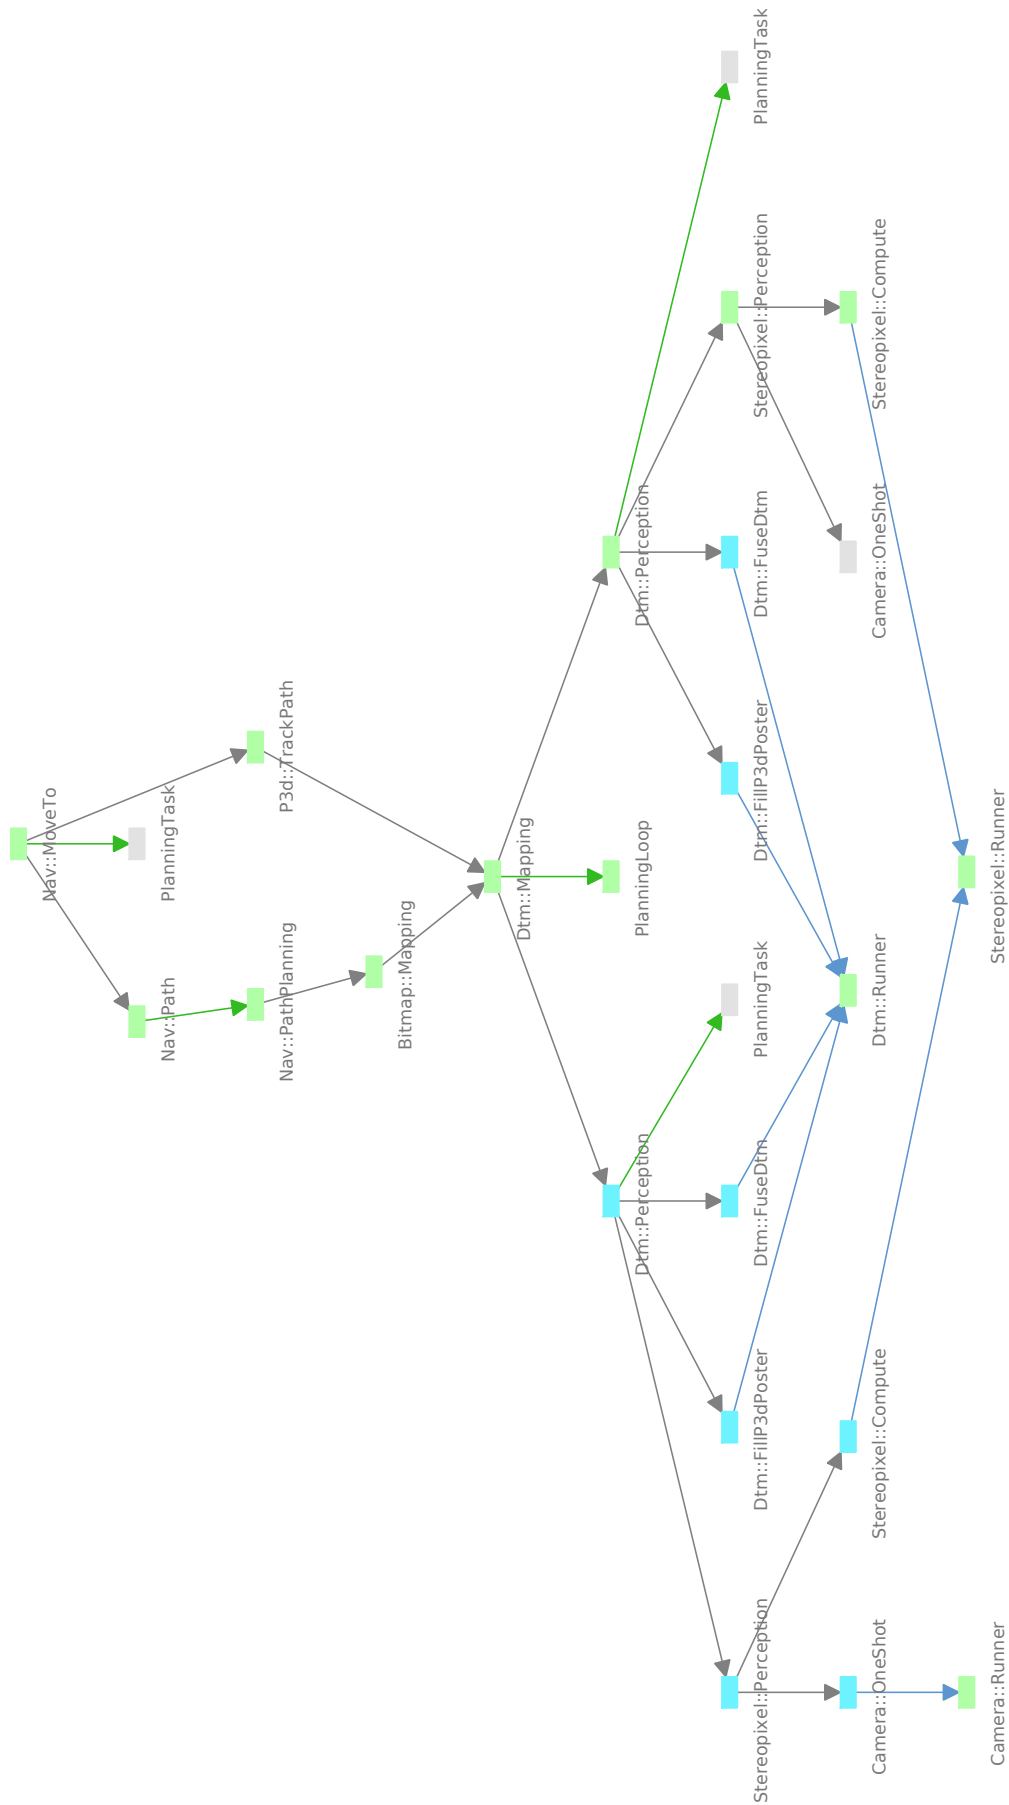 Nav::MoveTo
PlanningTask
Nav::Path
P3d::TrackPath
Nav::PathPlanning
Bitmap::Mapping
Dtm::Mapping
Dtm::Perception
PlanningLoop
Dtm::Perception
PlanningTask
Stereopixel::Perception
Dtm::FuseDtm
Dtm::FillP3dPoster
PlanningTask
Dtm::FuseDtm
Dtm::FillP3dPoster
Stereopixel::Perception
Stereopixel::Compute
Camera::OneShot
Dtm::Runner
Stereopixel::Compute
Camera::OneShot
Stereopixel::Runner
Camera::Runner